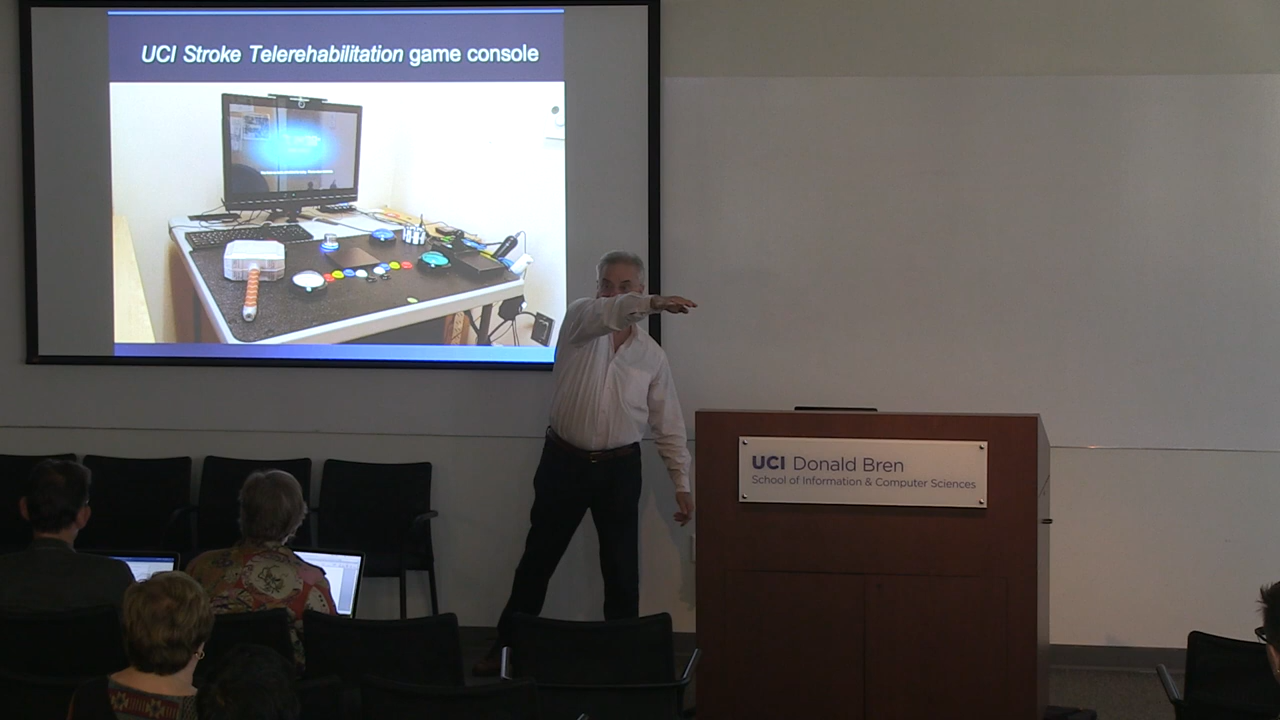 UCI Stroke Telerehabilitation game console
UCI Donald Bren
School of Information & Computer Sciences